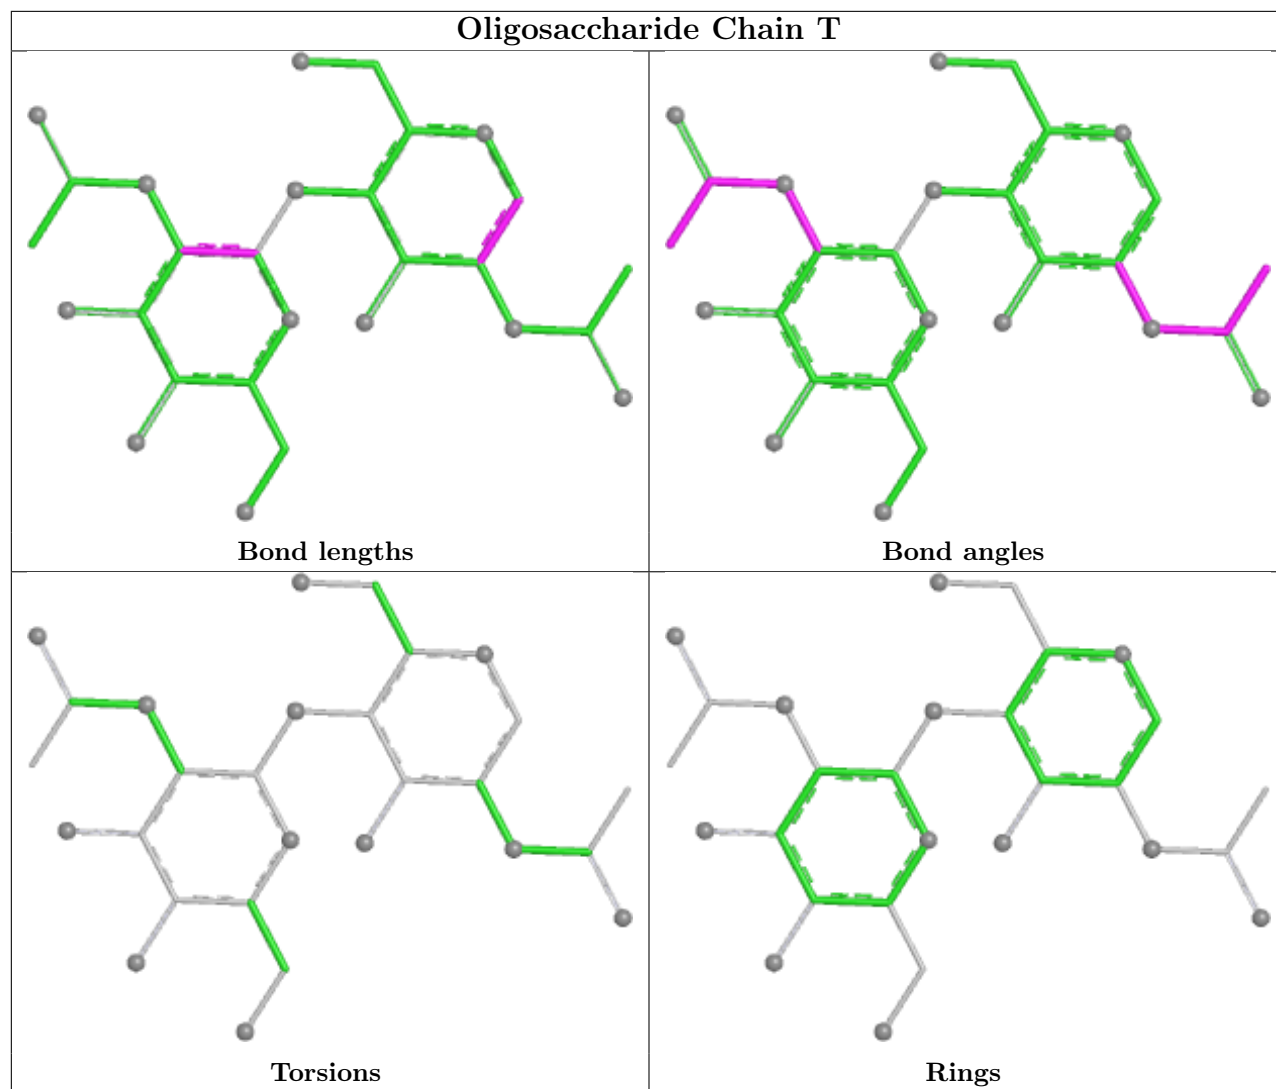 Oligosaccharide Chain T
Bond lengths
Bond angles
Torsions
Rings